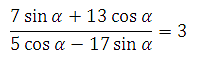 (7 sin α + 13 cos α) / (5 cos α − 17 sin α) = 3